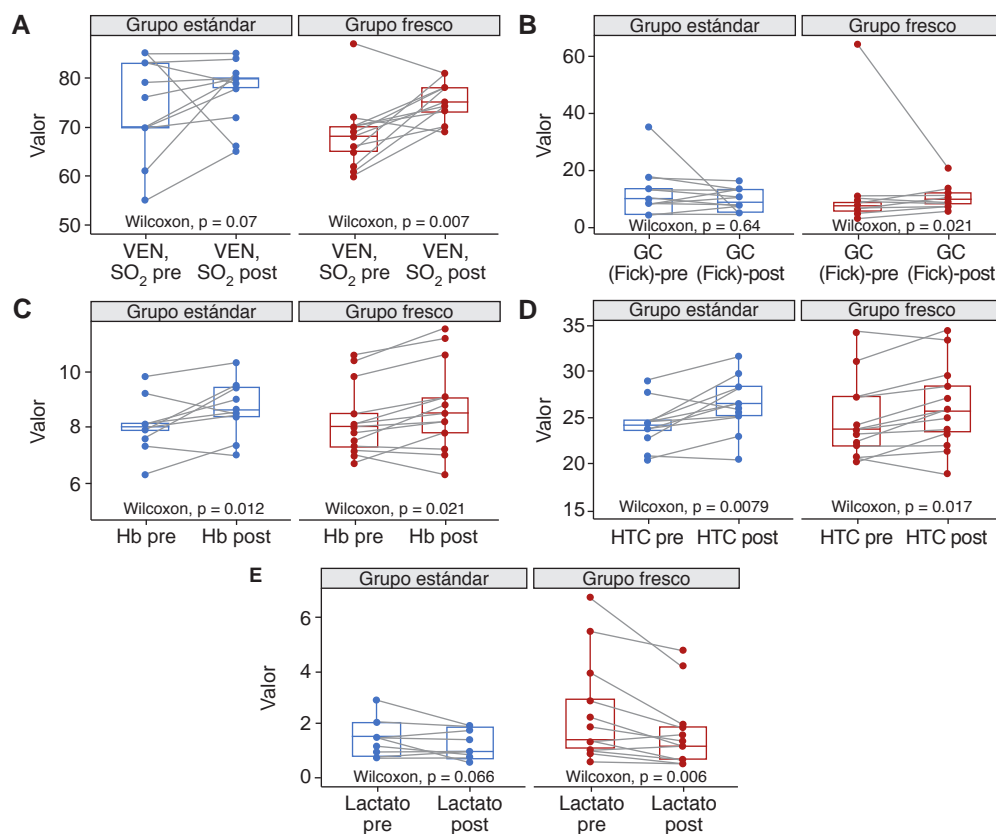 A
Grupo estándar
Grupo fresco
Valor
80
70
60
50
Wilcoxon, p = 0.07
Wilcoxon, p = 0.007
VEN,
SO₂ pre
VEN,
SO₂ post
VEN,
SO₂ pre
VEN,
SO₂ post
B
Grupo estándar
Grupo fresco
Valor
60
40
20
0
Wilcoxon, p = 0.64
Wilcoxon, p = 0.021
GC
(Fick)-pre
GC
(Fick)-post
GC
(Fick)-pre
GC
(Fick)-post
C
Grupo estándar
Grupo fresco
Valor
10
8
6
Wilcoxon, p = 0.012
Wilcoxon, p = 0.021
Hb pre
Hb post
Hb pre
Hb post
D
Grupo estándar
Grupo fresco
Valor
35
30
25
20
15
Wilcoxon, p = 0.0079
Wilcoxon, p = 0.017
HTC pre
HTC post
HTC pre
HTC post
E
Grupo estándar
Grupo fresco
Valor
6
4
2
0
Wilcoxon, p = 0.066
Wilcoxon, p = 0.006
Lactato
pre
Lactato
post
Lactato
pre
Lactato
post